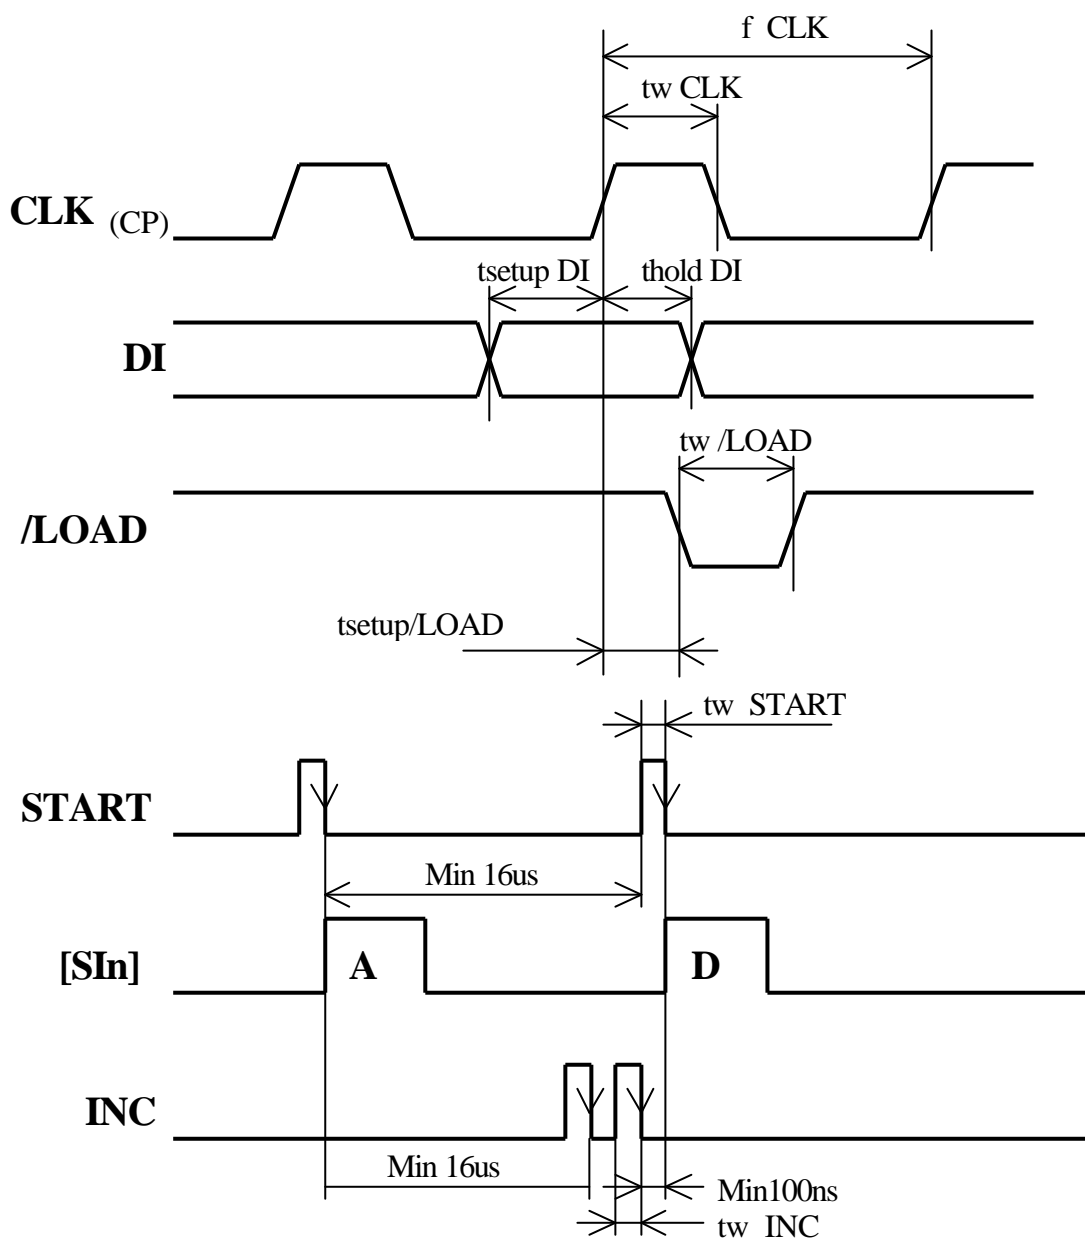 f CLK
tw CLK
CLK (CP)
tsetup DI
thold DI
DI
tw /LOAD
/LOAD
tsetup/LOAD
tw START
START
Min 16us
[SIn]
A
D
INC
Min 16us
Min100ns
tw INC